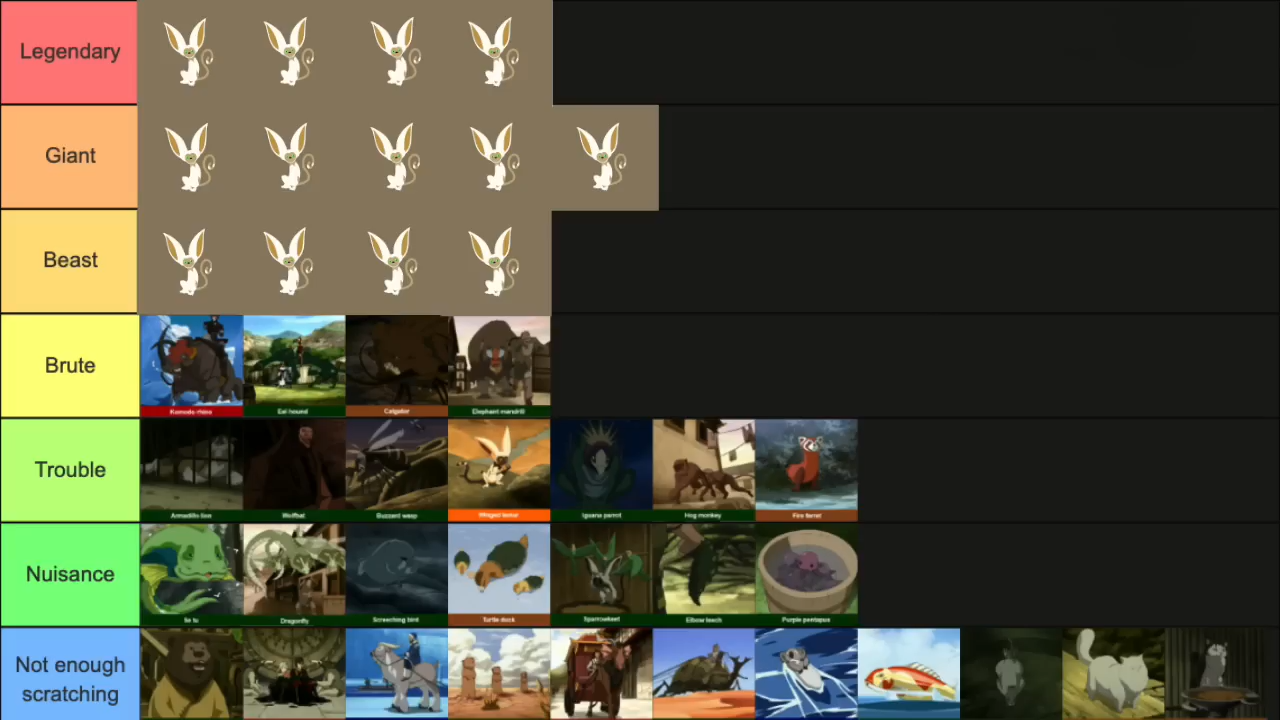 Legendary
Giant
Beast
Brute
Komodo rhino
Eel hound
Catgator
Elephant mandrill
Trouble
Armadillo lion
Wolfbat
Buzzard wasp
Winged lemur
Iguana parrot
Hog monkey
Fire ferret
Nuisance
Dragonfly
Screeching bird
Turtle duck
Sparrowkeet
Elbow leech
Purple pentapus
Not enough
scratching